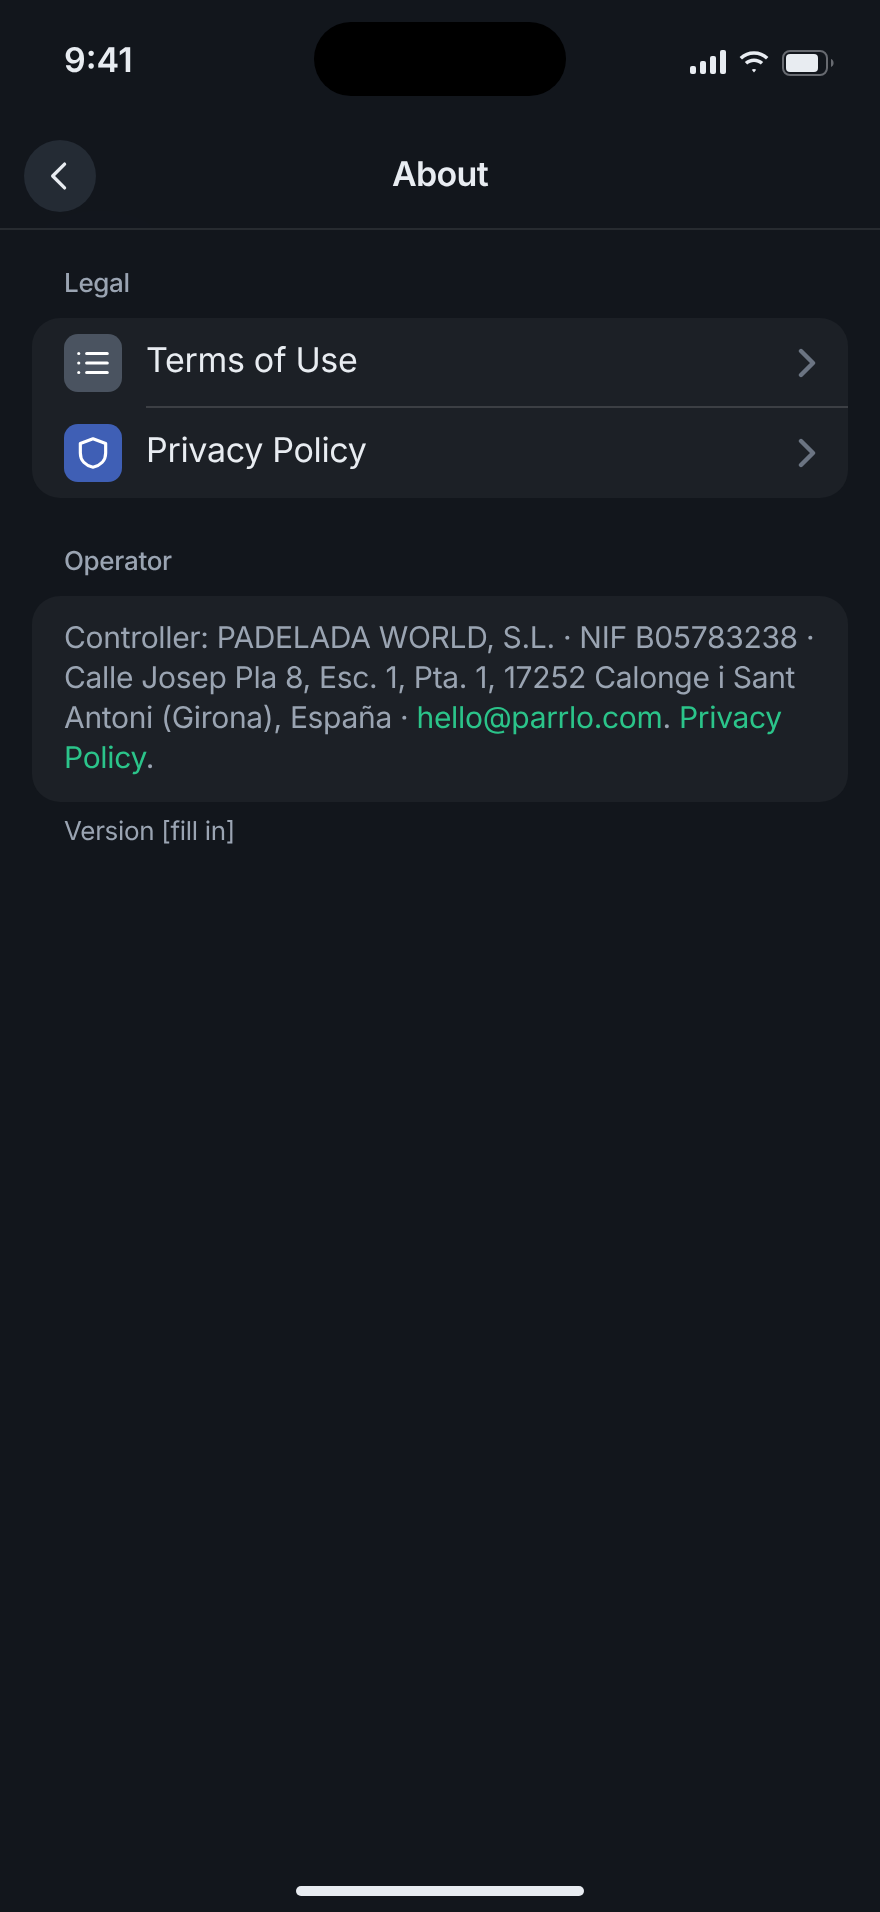 9:41
About
Legal
Terms of Use
Privacy Policy
Operator
Controller: PADELADA WORLD, S.L. · NIF B05783238 ·
Calle Josep Pla 8, Esc. 1, Pta. 1, 17252 Calonge i Sant
Antoni (Girona), España · hello@parrlo.com. Privacy
Policy.
Version [fill in]